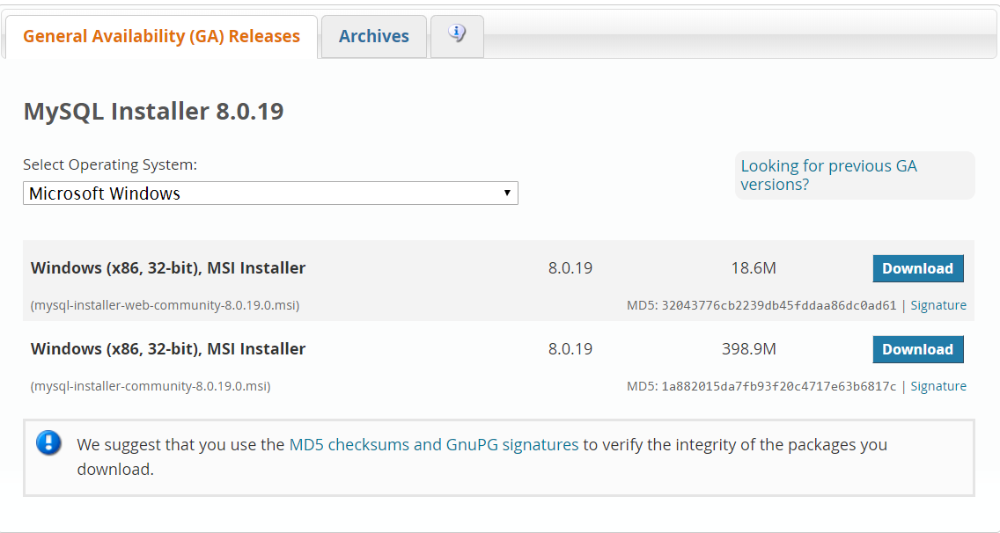 General Availability (GA) Releases
Archives
MySQL Installer 8.0.19
Select Operating System:
Microsoft Windows
Looking for previous GA
versions?
Windows (x86, 32-bit), MSI Installer 8.0.19 18.6M Download
(mysql-installer-web-community-8.0.19.0.msi) MD5: 32043776cb2239db45fddaa86dc0ad61 | Signature
Windows (x86, 32-bit), MSI Installer 8.0.19 398.9M Download
(mysql-installer-community-8.0.19.0.msi) MD5: 1a882015da7fb93f20c4717e63b6817c | Signature
We suggest that you use the MD5 checksums and GnuPG signatures to verify the integrity of the packages you
download.